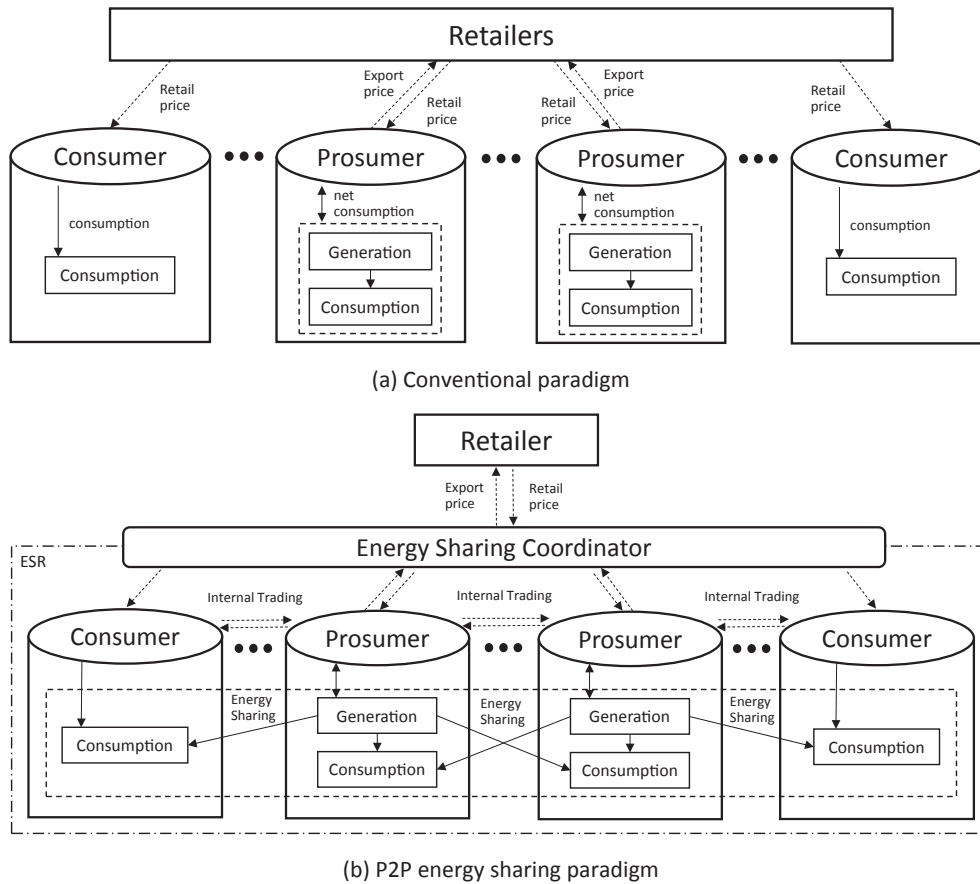 Retailers
Retail
price
Export
price
Retail
price
Retail
price
Export
price
Retail
price
Consumer
Prosumer
Prosumer
Consumer
consumption
net
consumption
net
consumption
consumption
Consumption
Generation
Consumption
Generation
Consumption
Consumption
(a) Conventional paradigm
Retailer
Export
price
Retail
price
Energy Sharing Coordinator
ESR
Internal Trading
Internal Trading
Internal Trading
Consumer
Prosumer
Prosumer
Consumer
Energy
Sharing
Energy
Sharing
Energy
Sharing
Consumption
Generation
Consumption
Generation
Consumption
Consumption
(b) P2P energy sharing paradigm